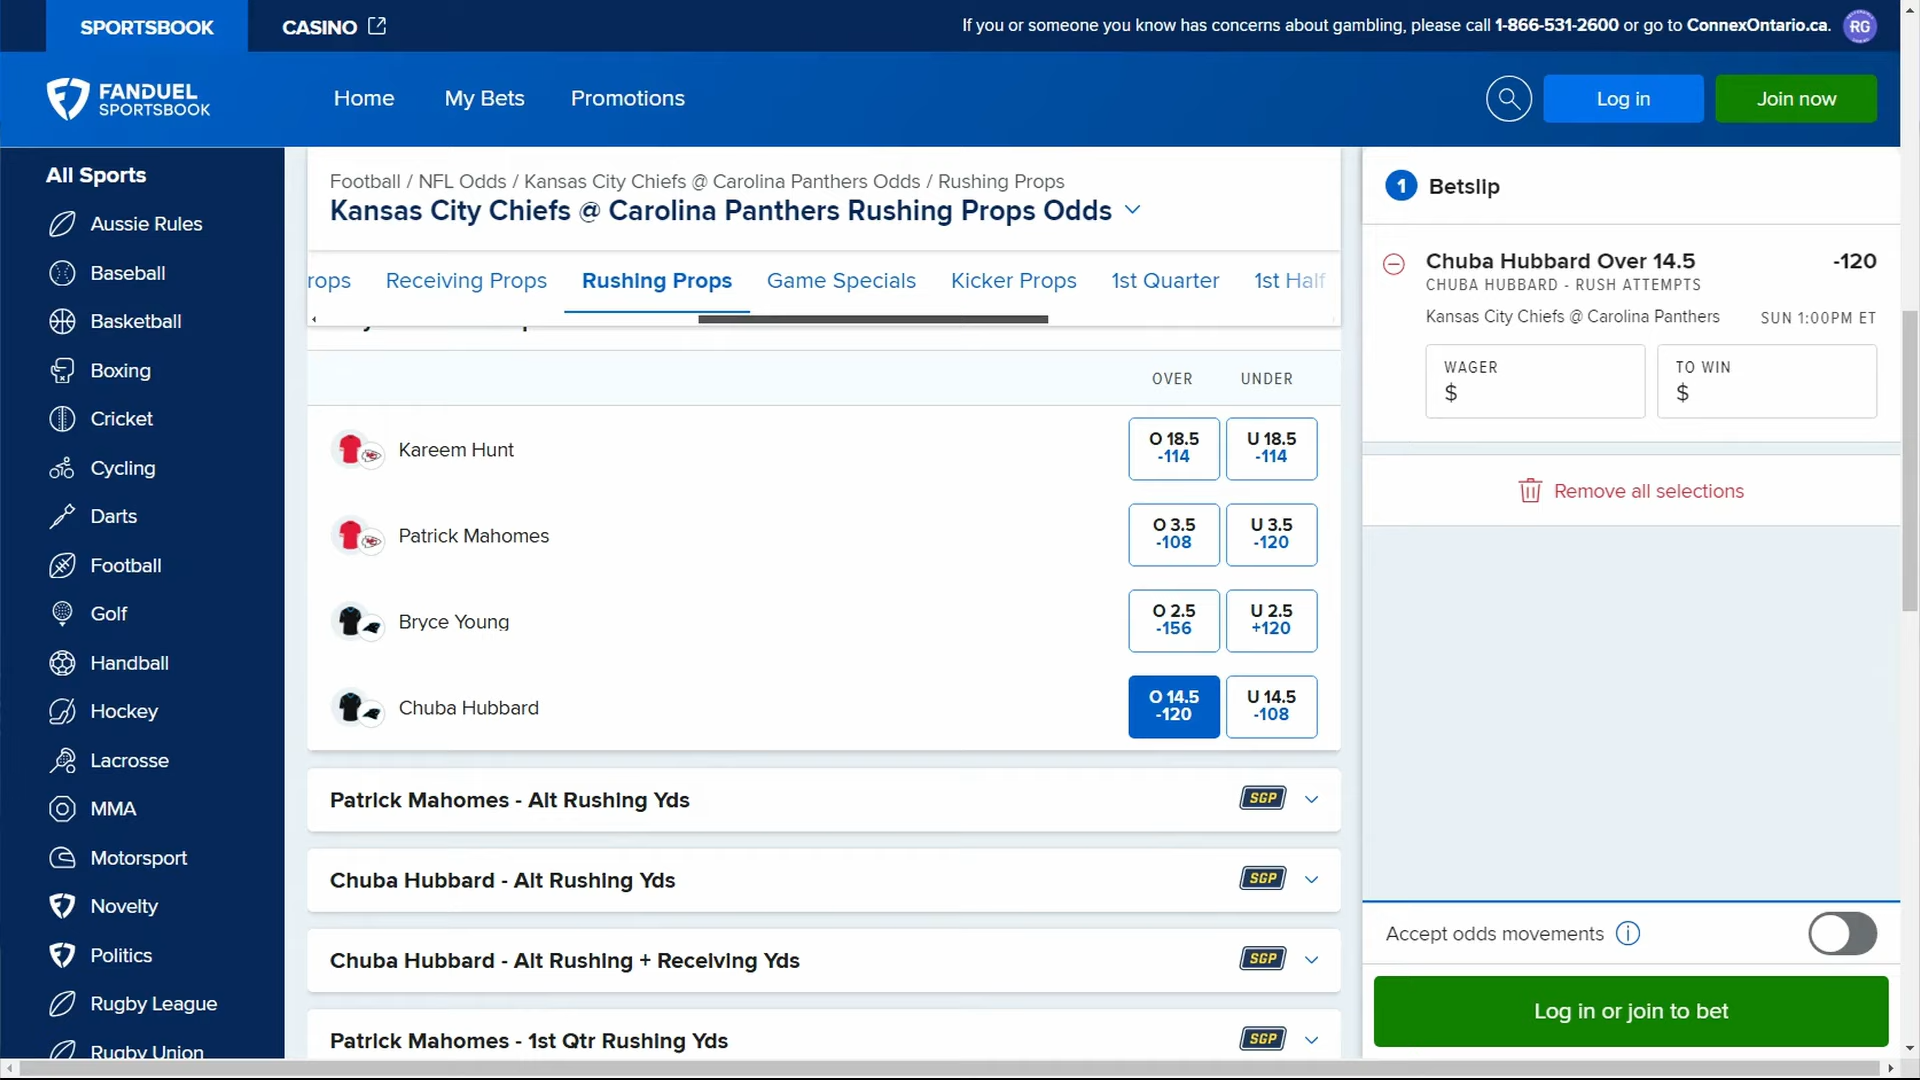 SPORTSBOOK
CASINO
If you or someone you know has concerns about gambling, please call 1-866-531-2600 or go to ConnexOntario.ca.
RG
FANDUEL
SPORTSBOOK
Home
My Bets
Promotions
Log in
Join now
All Sports
Aussie Rules
Baseball
Basketball
Boxing
Cricket
Cycling
Darts
Football
Golf
Handball
Hockey
Lacrosse
MMA
Motorsport
Novelty
Politics
Rugby League
Rugby Union
Football / NFL Odds / Kansas City Chiefs @ Carolina Panthers Odds / Rushing Props
Kansas City Chiefs @ Carolina Panthers Rushing Props Odds
rops
Receiving Props
Rushing Props
Game Specials
Kicker Props
1st Quarter
1st Half
OVER
UNDER
Kareem Hunt
O 18.5
-114
U 18.5
-114
Patrick Mahomes
O 3.5
-108
U 3.5
-120
Bryce Young
O 2.5
-156
U 2.5
+120
Chuba Hubbard
O 14.5
-120
U 14.5
-108
Patrick Mahomes - Alt Rushing Yds
SGP
Chuba Hubbard - Alt Rushing Yds
SGP
Chuba Hubbard - Alt Rushing + Receiving Yds
SGP
Patrick Mahomes - 1st Qtr Rushing Yds
SGP
1
Betslip
Chuba Hubbard Over 14.5
-120
CHUBA HUBBARD - RUSH ATTEMPTS
Kansas City Chiefs @ Carolina Panthers
SUN 1:00PM ET
WAGER
$
TO WIN
$
Remove all selections
Accept odds movements
Log in or join to bet